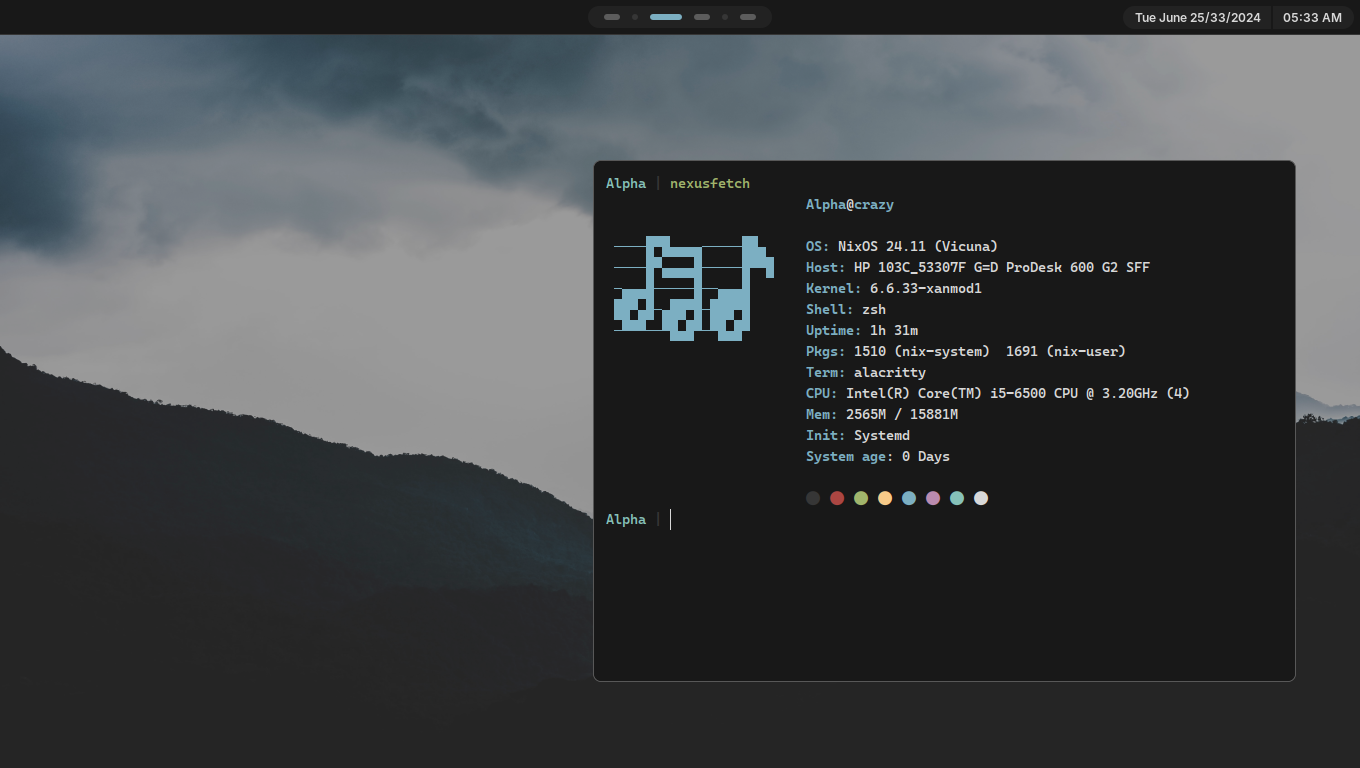 Tue June 25/33/2024 05:33 AM
Alpha | nexusfetch
Alpha@crazy
OS: NixOS 24.11 (Vicuna)
Host: HP 103C_53307F G=D ProDesk 600 G2 SFF
Kernel: 6.6.33-xanmod1
Shell: zsh
Uptime: 1h 31m
Pkgs: 1510 (nix-system)  1691 (nix-user)
Term: alacritty
CPU: Intel(R) Core(TM) i5-6500 CPU @ 3.20GHz (4)
Mem: 2565M / 15881M
Init: Systemd
System age: 0 Days
Alpha |